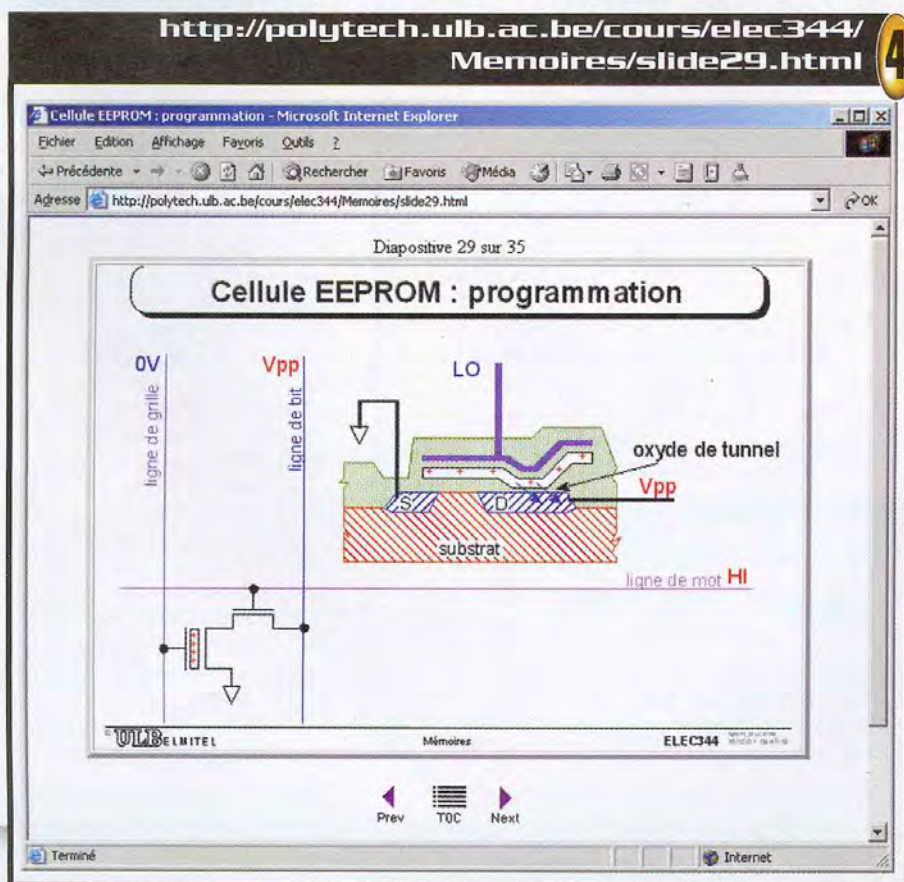 http://polytech.ulb.ac.be/cours/elec344/
Memoires/slide29.html
4
Cellule EEPROM : programmation - Microsoft Internet Explorer
Fichier Edition Affichage Favoris Outils ?
Précédente Rechercher Favoris Média
Adresse http://polytech.ulb.ac.be/cours/elec344/Memoires/slide29.html OK
Diapositive 29 sur 35
Cellule EEPROM : programmation
0V Vpp LO
ligne de grille
ligne de bit
oxyde de tunnel
Vpp
S D
substrat
ligne de mot HI
ULB ELMITEL Mémoires ELEC344
Prev TOC Next
Terminé Internet